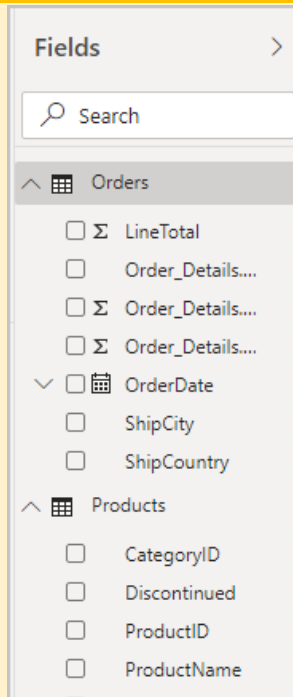 Fields
Search
Orders
Σ LineTotal
Order_Details....
Σ Order_Details....
Σ Order_Details....
OrderDate
ShipCity
ShipCountry
Products
CategoryID
Discontinued
ProductID
ProductName